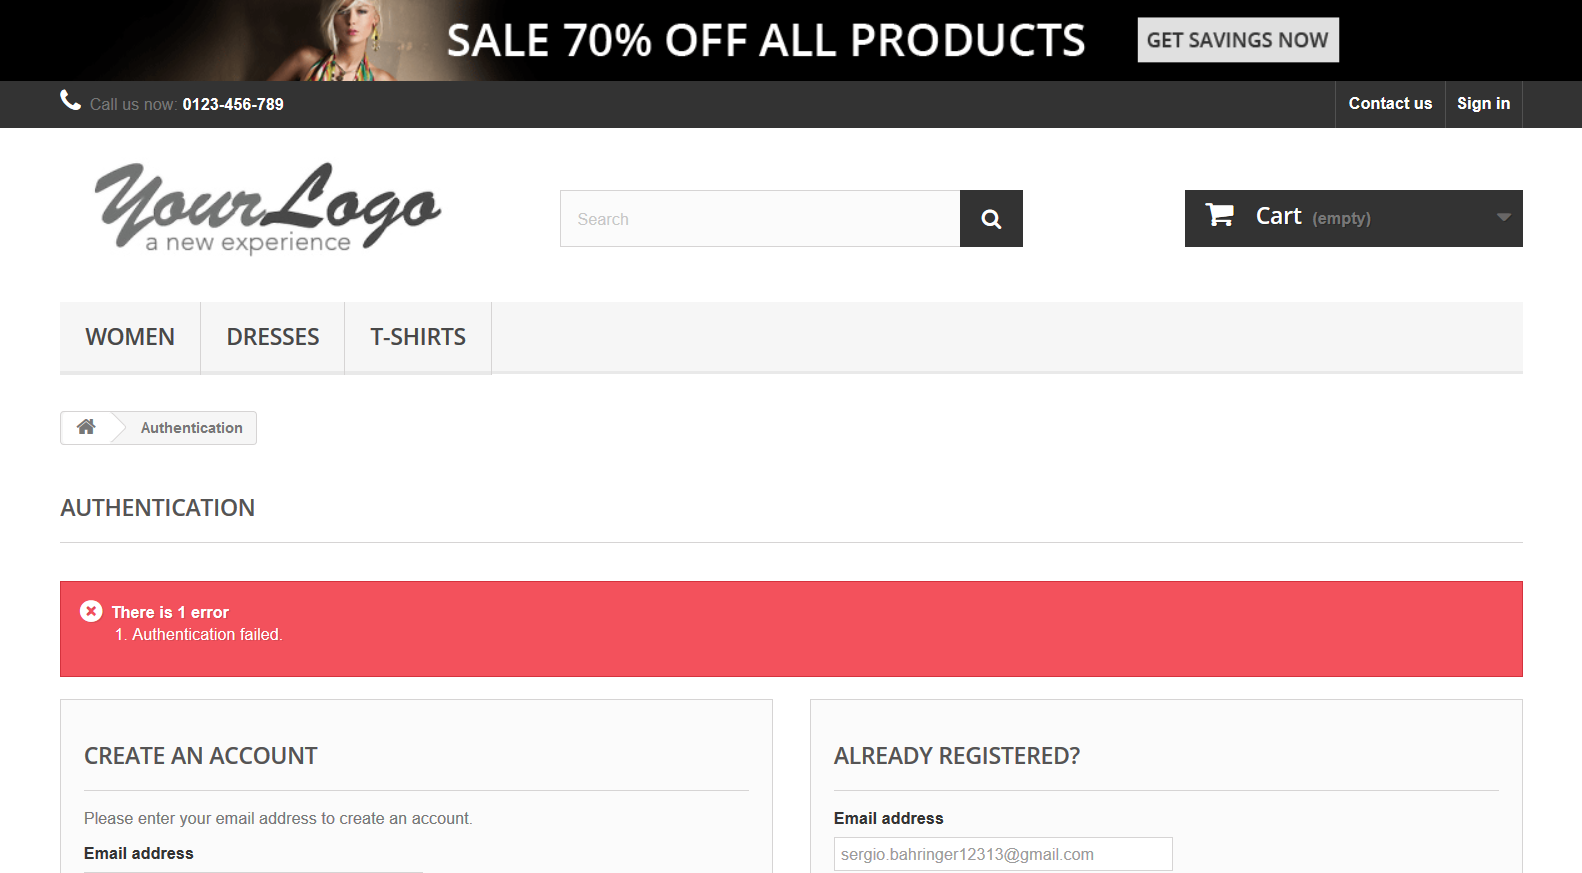 SALE 70% OFF ALL PRODUCTS GET SAVINGS NOW
Call us now: 0123-456-789 Contact us Sign in
YourLogo
a new experience
Search
Cart (empty)
WOMEN DRESSES T-SHIRTS
Authentication
AUTHENTICATION
There is 1 error
1. Authentication failed.
CREATE AN ACCOUNT
Please enter your email address to create an account.
Email address
ALREADY REGISTERED?
Email address
sergio.bahringer12313@gmail.com